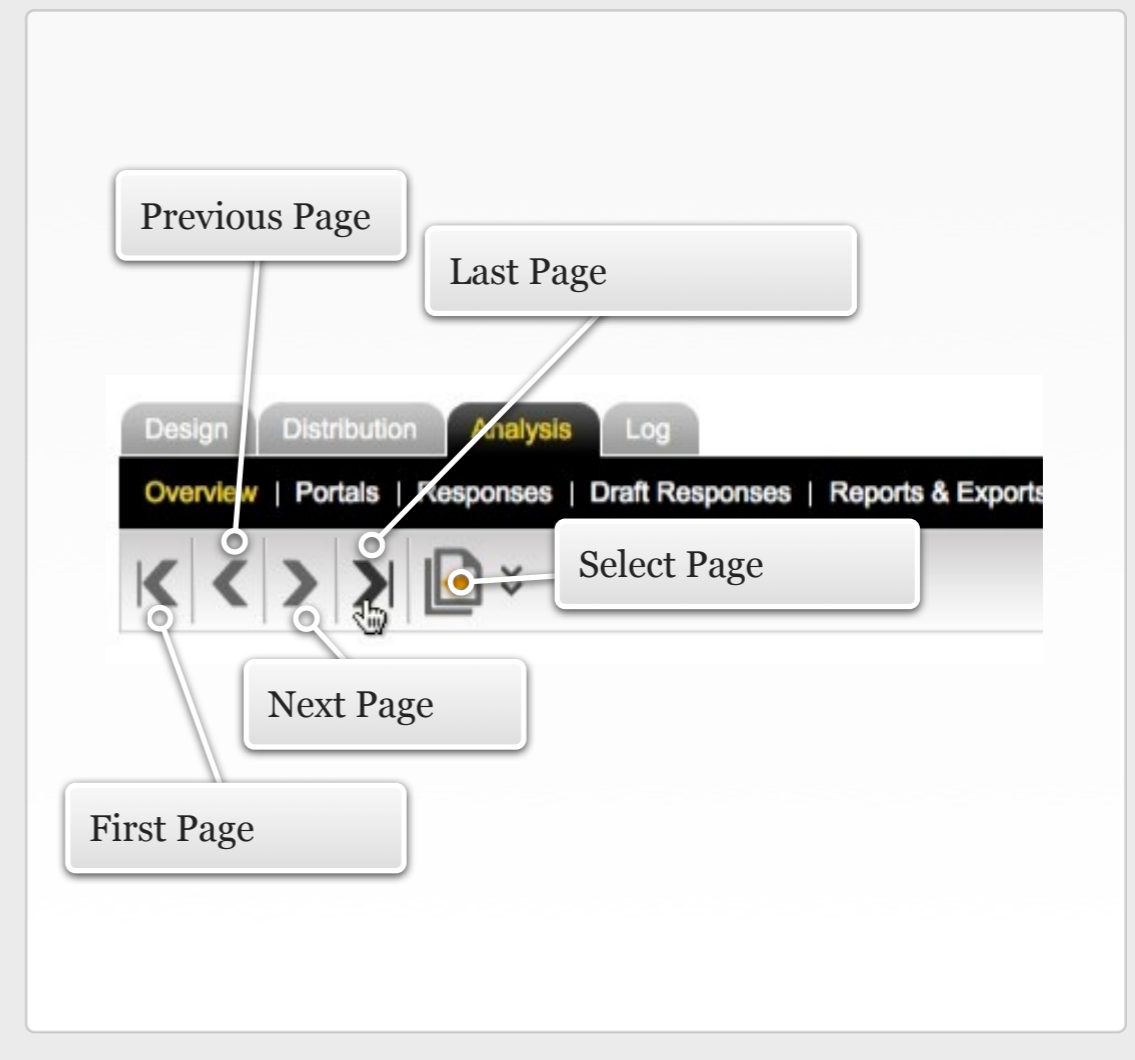 Previous Page
Last Page
Design Distribution Analysis Log
Overview | Portals | Responses | Draft Responses | Reports & Exports
Select Page
Next Page
First Page